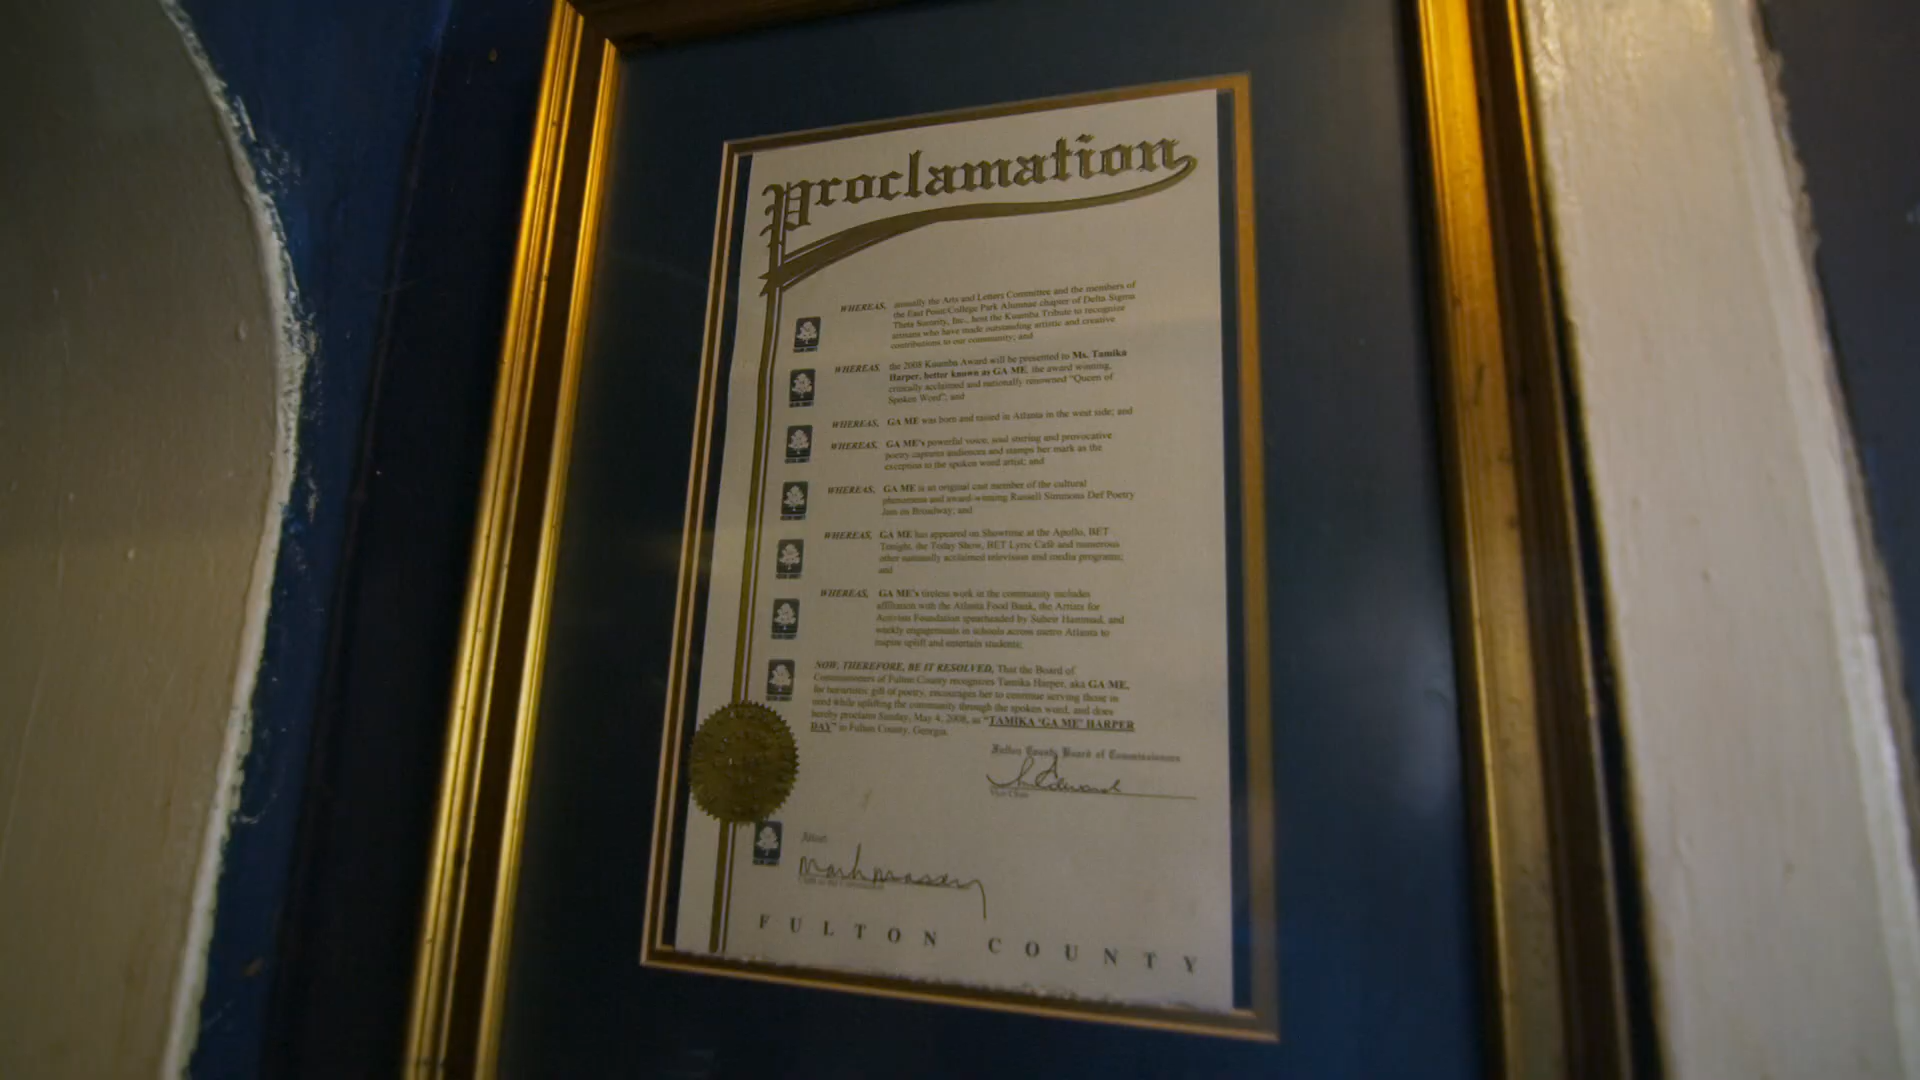 Proclamation
WHEREAS, annually the Arts and Letters Committee and the members of
the East Point/College Park Alumnae chapter of Delta Sigma
Theta Sorority, Inc., host the Kuumba Tribute to recognize
artisans who have made outstanding artistic and creative
contributions to our community; and
WHEREAS, the 2008 Kuumba Award will be presented to Ms. Tamika
Harper, better known as GA ME, the award winning,
critically acclaimed and nationally renowned "Queen of
Spoken Word"; and
WHEREAS, GA ME was born and raised in Atlanta in the west side; and
WHEREAS, GA ME's powerful voice, soul stirring and provocative
poetry captures audiences and stamps her mark as the
exception to the spoken word artist; and
WHEREAS, GA ME is an original cast member of the cultural
phenomena and award-winning Russell Simmons Def Poetry
Jam on Broadway; and
WHEREAS, GA ME has appeared on Showtime at the Apollo, BET
Tonight, the Today Show, BET Lyric Café and numerous
other nationally acclaimed television and media programs;
and
WHEREAS, GA ME's tireless work in the community includes
affiliation with the Atlanta Food Bank, the Artists for
Activism Foundation spearheaded by Suheir Hammad, and
weekly engagements in schools across metro Atlanta to
inspire uplift and entertain students;
NOW, THEREFORE, BE IT RESOLVED, That the Board of
Commissioners of Fulton County recognizes Tamika Harper, aka GA ME,
for her artistic gift of poetry, encourages her to continue serving those in
need while uplifting the community through the spoken word, and does
hereby proclaim Sunday, May 4, 2008, as "TAMIKA 'GA ME' HARPER
DAY" in Fulton County, Georgia.
Fulton County Board of Commissioners
Edwards
Vice Chair
Attest:
Mark Massey
Clerk to the Commission
FULTON COUNTY